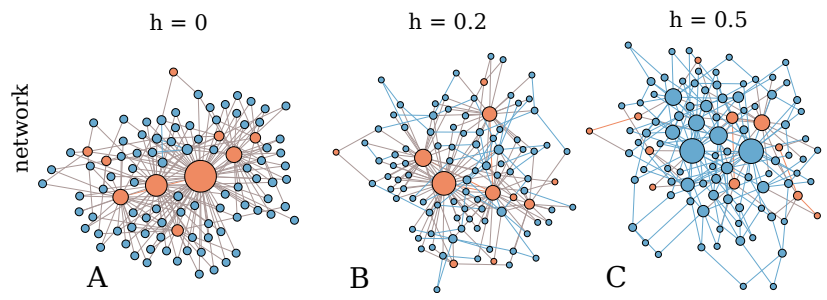 h = 0
h = 0.2
h = 0.5
network
A
B
C